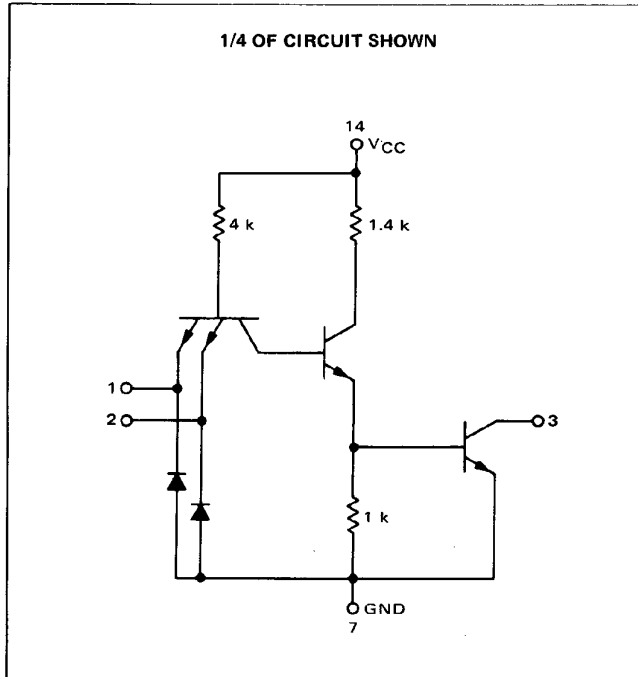 1/4 OF CIRCUIT SHOWN
14
VCC
4 k
1.4 k
1
2
3
1 k
GND
7